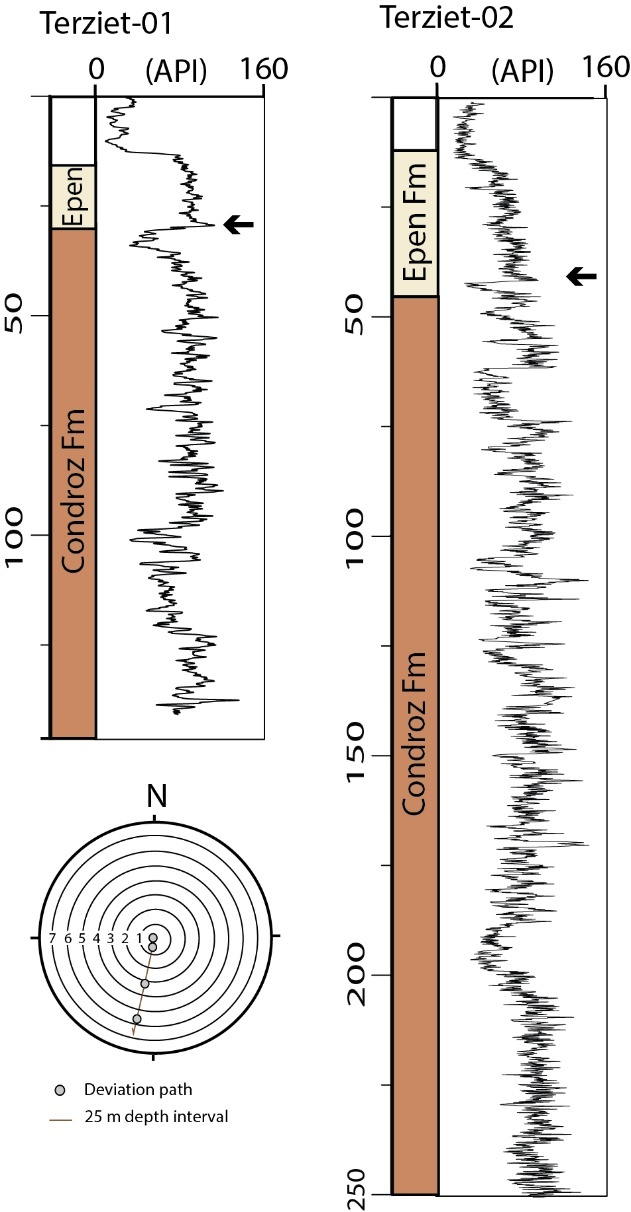 Terziet-01
0 (API) 160
Epen
50
Condroz Fm
100
N
7 6 5 4 3 2 1
Deviation path
25 m depth interval
Terziet-02
0 (API) 160
Epen Fm
50
100
Condroz Fm
150
200
250